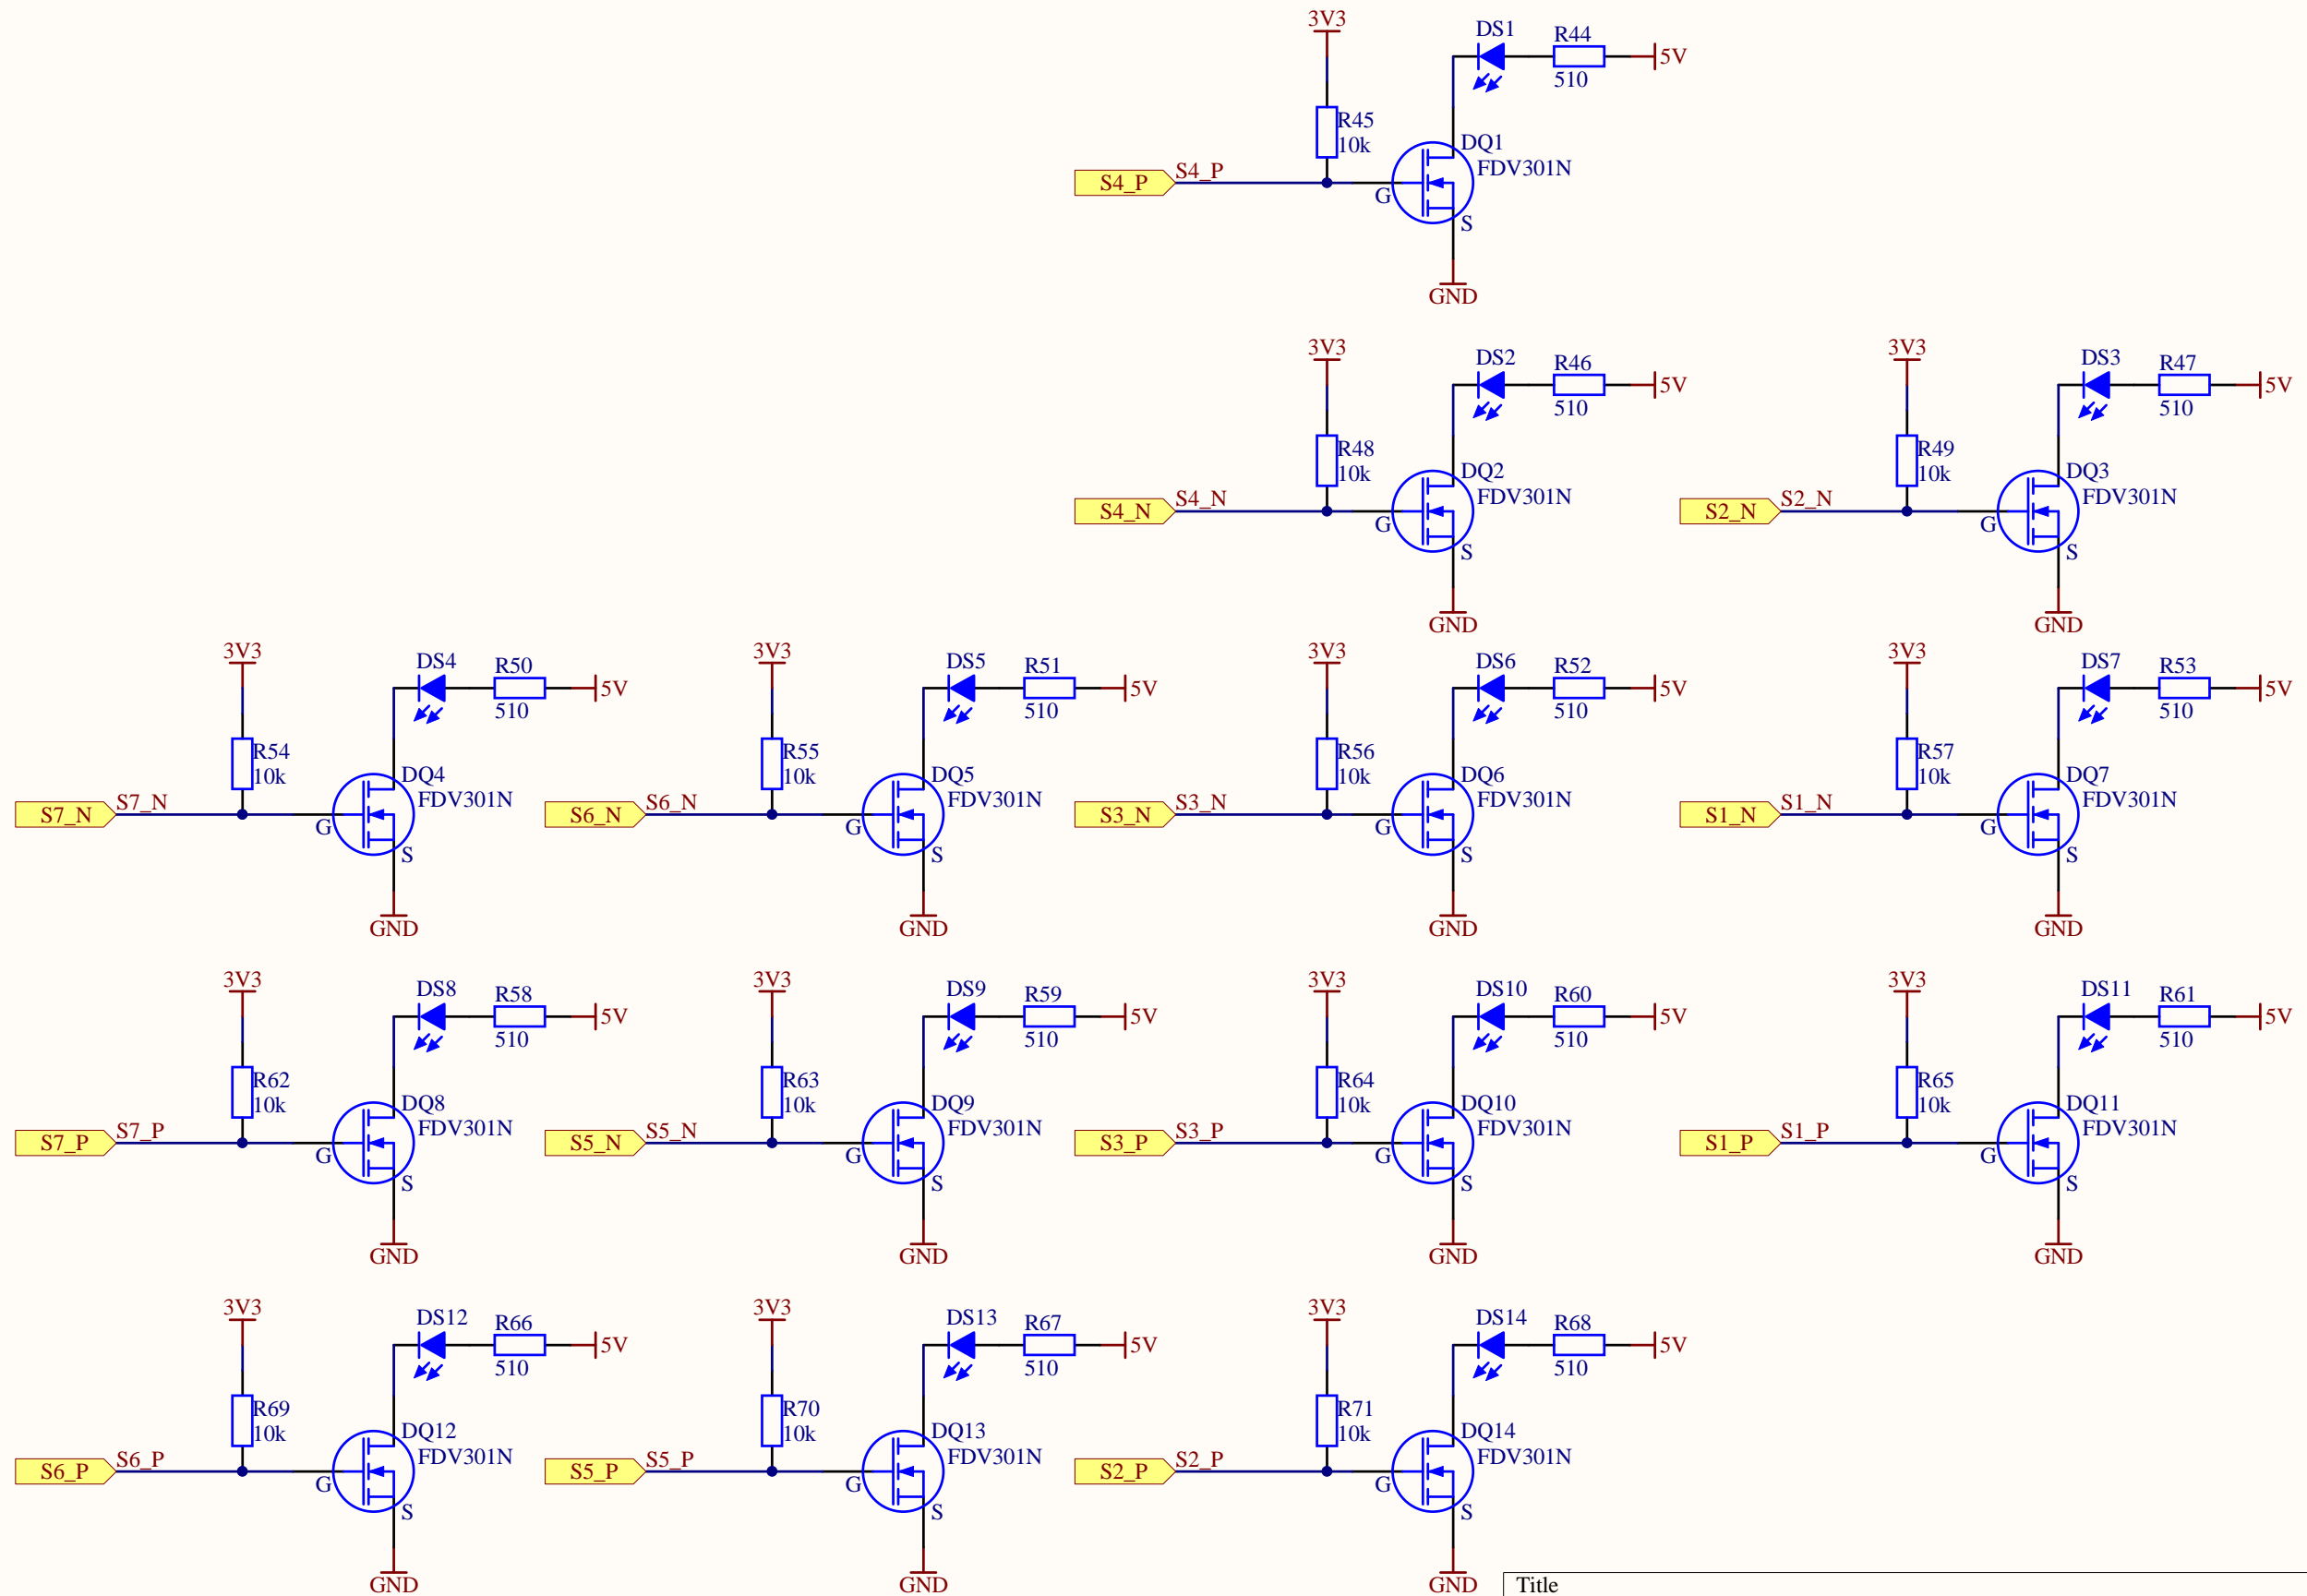 3V3
DS1 R44
5V
510
R45
10k
DQ1
FDV301N
S4_P S4_P
G
S
GND
3V3 3V3
DS2 R46 DS3 R47
5V 5V
510 510
R48 R49
10k 10k
DQ2 DQ3
FDV301N FDV301N
S4_N S4_N S2_N S2_N
G G
S S
GND GND
3V3 3V3 3V3 3V3
DS4 R50 DS5 R51 DS6 R52 DS7 R53
5V 5V 5V 5V
510 510 510 510
R54 R55 R56 R57
10k 10k 10k 10k
DQ4 DQ5 DQ6 DQ7
FDV301N FDV301N FDV301N FDV301N
S7_N S7_N S6_N S6_N S3_N S3_N S1_N S1_N
G G G G
S S S S
GND GND GND GND
3V3 3V3 3V3 3V3
DS8 R58 DS9 R59 DS10 R60 DS11 R61
5V 5V 5V 5V
510 510 510 510
R62 R63 R64 R65
10k 10k 10k 10k
DQ8 DQ9 DQ10 DQ11
FDV301N FDV301N FDV301N FDV301N
S7_P S7_P S5_N S5_N S3_P S3_P S1_P S1_P
G G G G
S S S S
GND GND GND GND
3V3 3V3 3V3
DS12 R66 DS13 R67 DS14 R68
5V 5V 5V
510 510 510
R69 R70 R71
10k 10k 10k
DQ12 DQ13 DQ14
FDV301N FDV301N FDV301N
S6_P S6_P S5_P S5_P S2_P S2_P
G G G
S S S
GND GND GND
Title